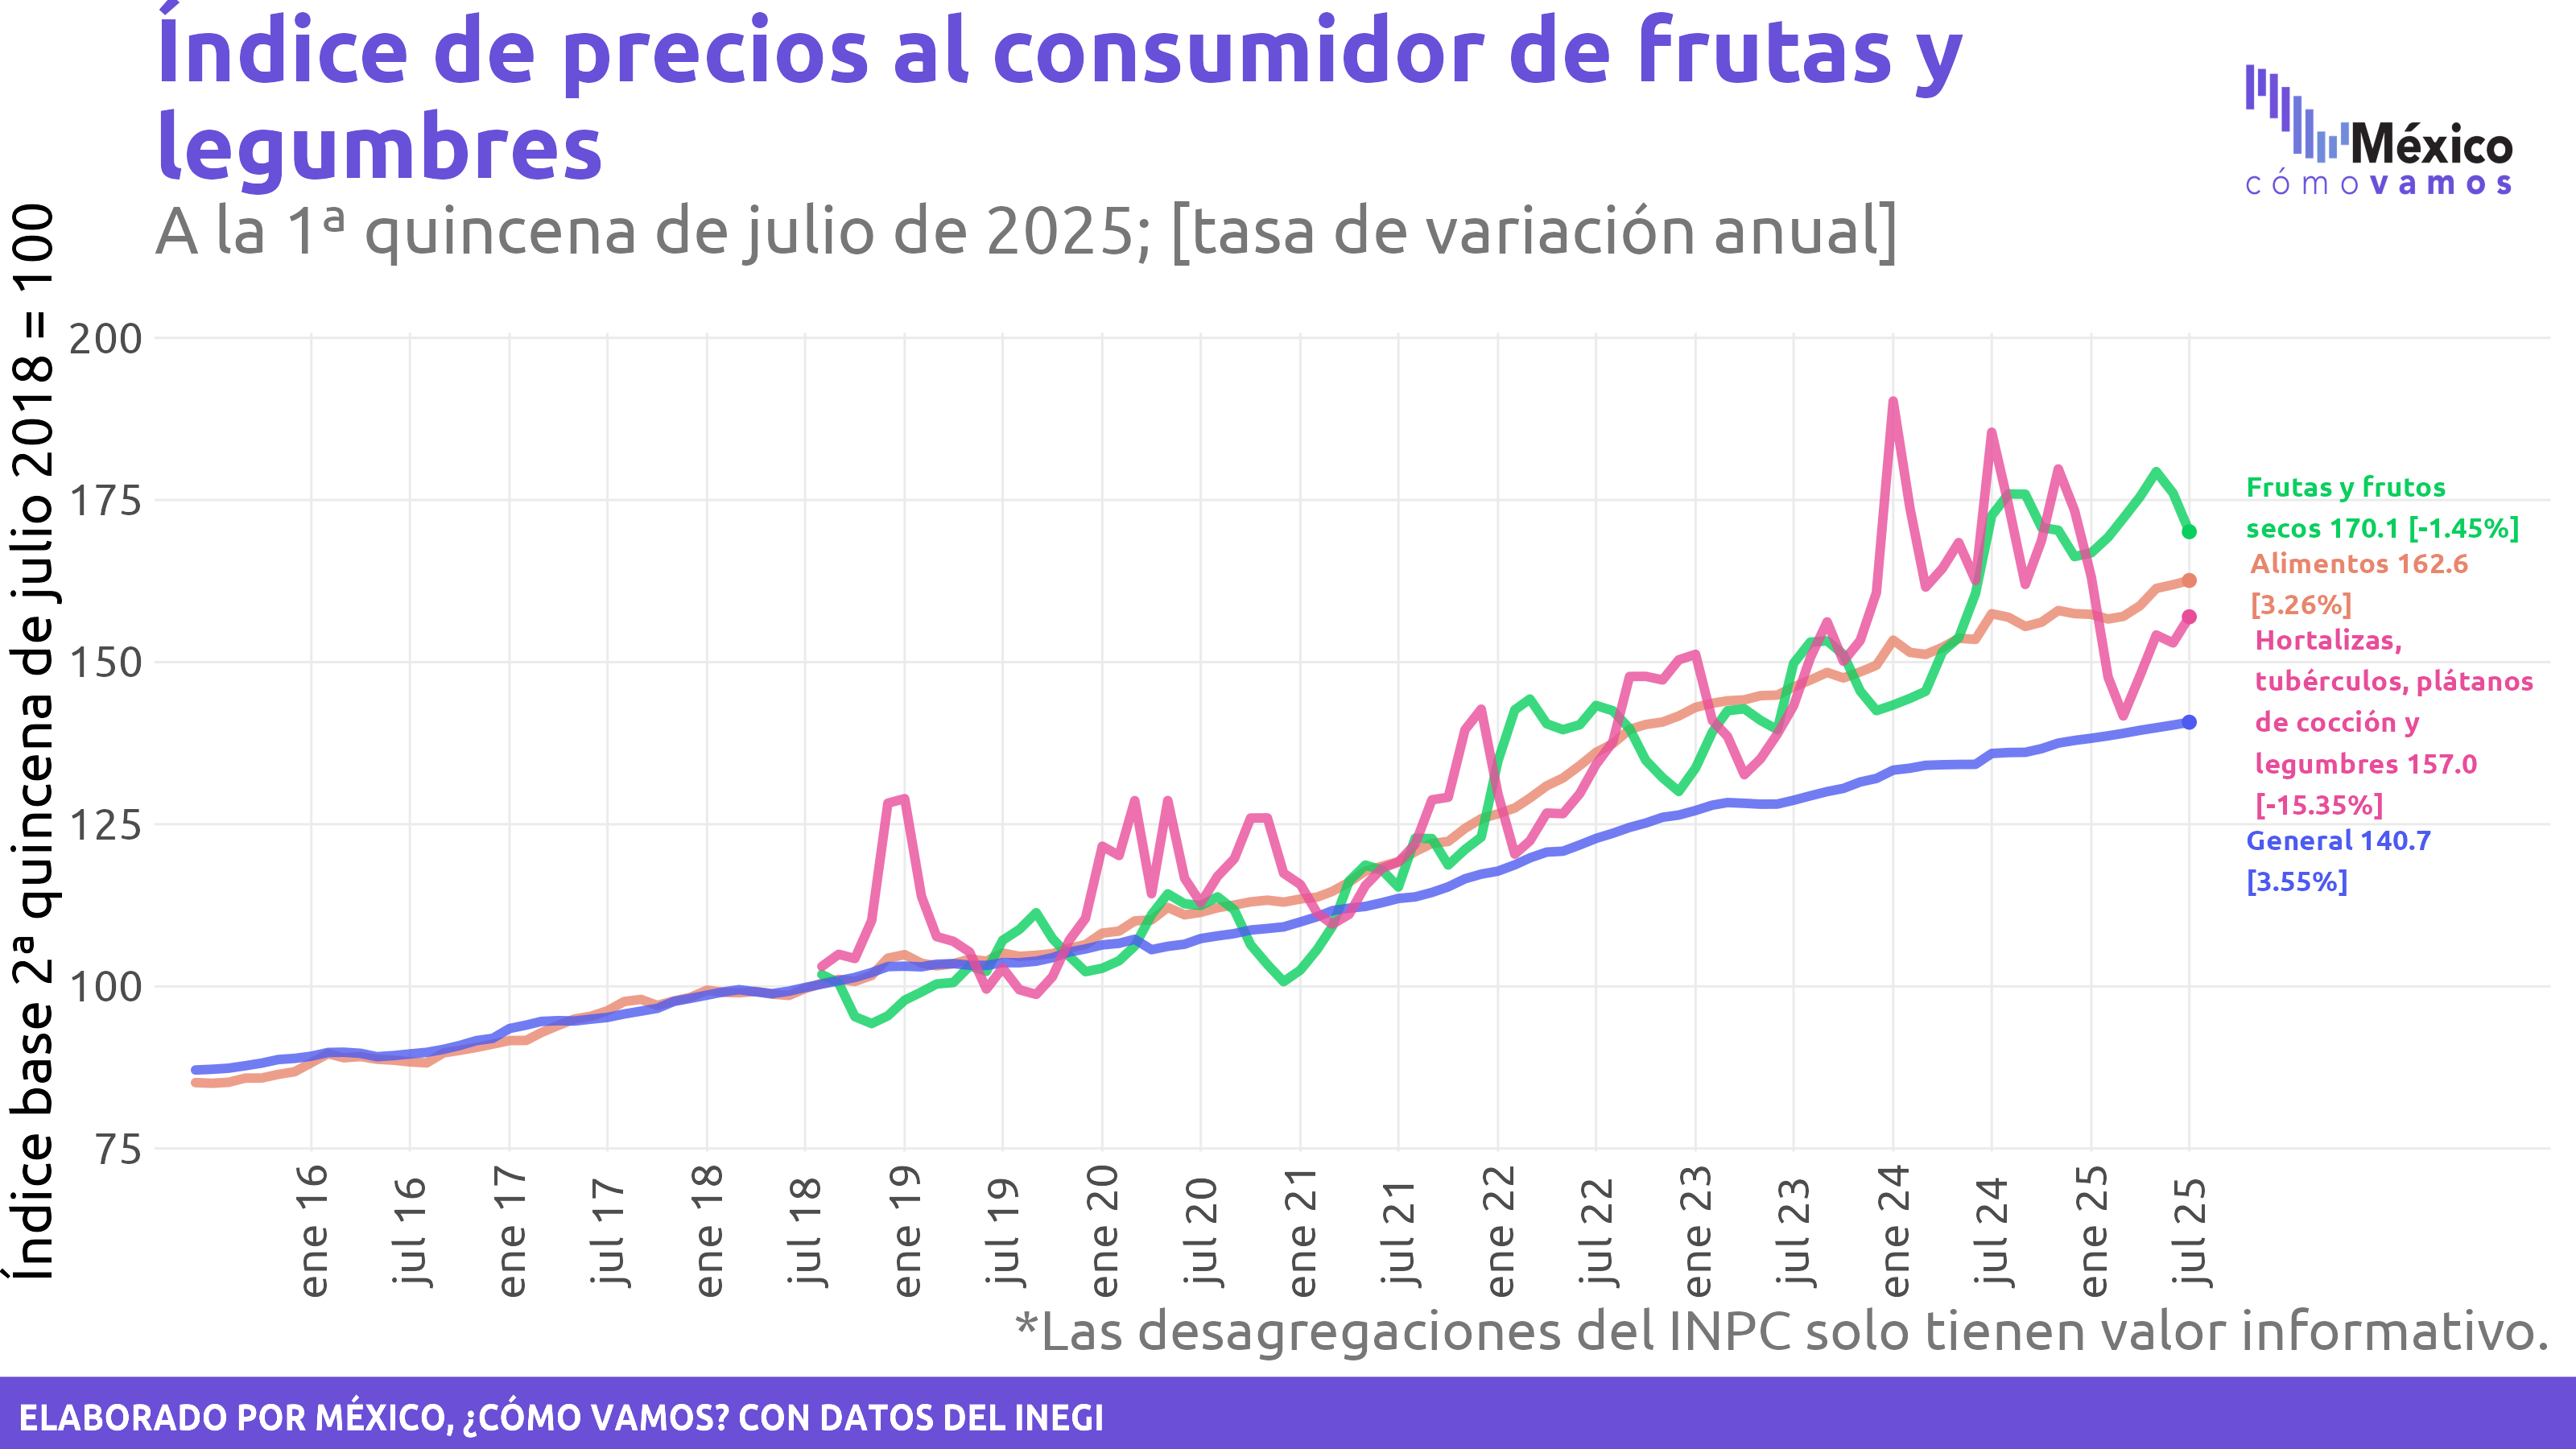 Índice de precios al consumidor de frutas y
legumbres
A la 1ª quincena de julio de 2025; [tasa de variación anual]
México
cómo vamos
Índice base 2ª quincena de julio 2018 = 100
200
175
150
125
100
75
Frutas y frutos
secos 170.1 [-1.45%]
Alimentos 162.6
[3.26%]
Hortalizas,
tubérculos, plátanos
de cocción y
legumbres 157.0
[-15.35%]
General 140.7
[3.55%]
ene 16
jul 16
ene 17
jul 17
ene 18
jul 18
ene 19
jul 19
ene 20
jul 20
ene 21
jul 21
ene 22
jul 22
ene 23
jul 23
ene 24
jul 24
ene 25
jul 25
*Las desagregaciones del INPC solo tienen valor informativo.
ELABORADO POR MÉXICO, ¿CÓMO VAMOS? CON DATOS DEL INEGI